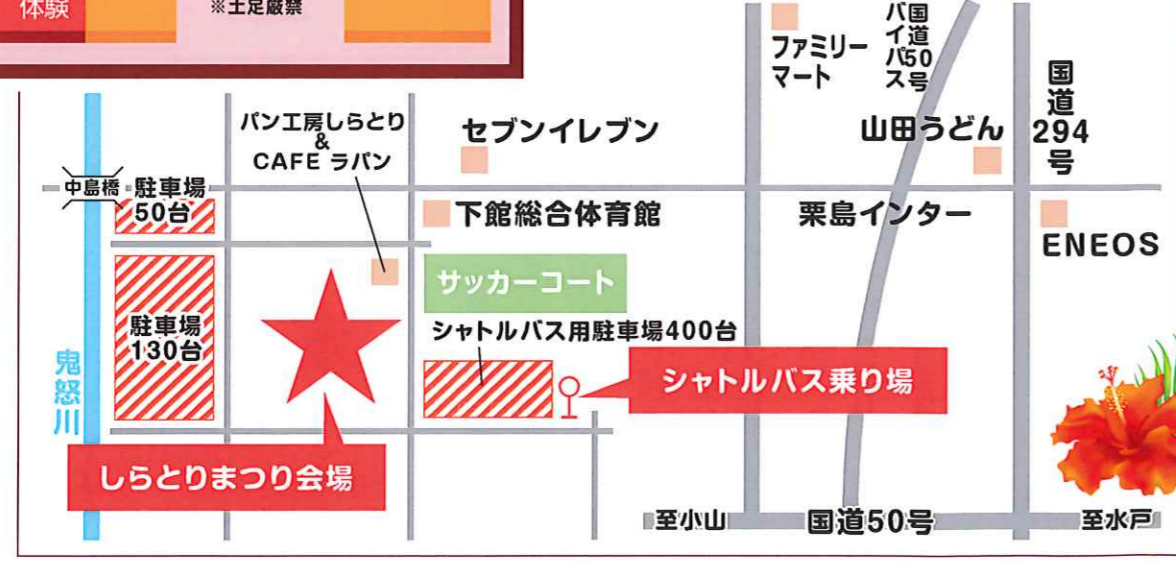 体験
※土足厳禁
ファミリー
マート
国道50号
バイパス
国道
294
号
パン工房しらとり
&
CAFE ラパン
セブンイレブン
山田うどん
中島橋
駐車場
50台
下館総合体育館
栗島インター
ENEOS
サッカーコート
シャトルバス用駐車場400台
駐車場
130台
鬼怒川
シャトルバス乗り場
しらとりまつり会場
至小山
国道50号
至水戸